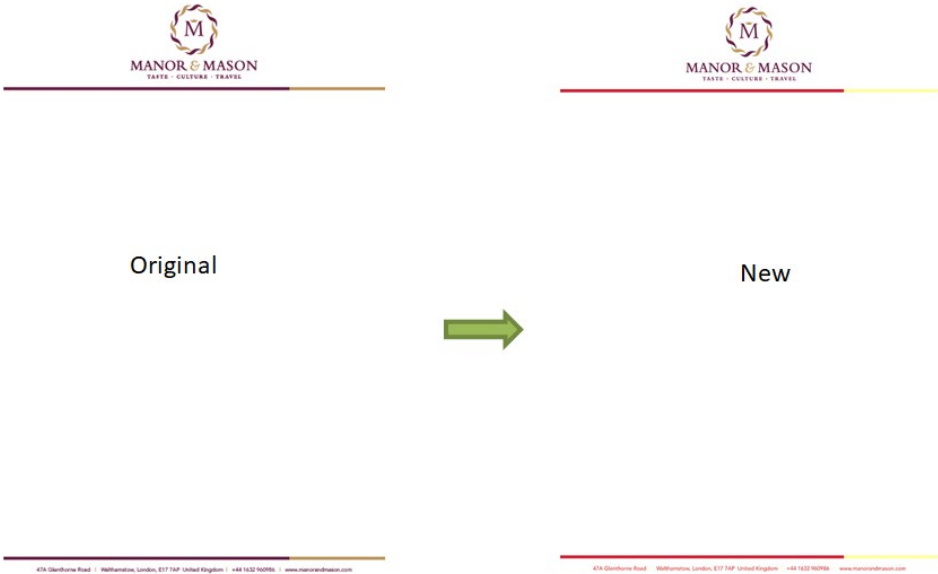 M
MANOR & MASON
TASTE - CULTURE - TRAVEL
Original
47A Glenthorne Road | Walthamstow, London, E17 7AP United Kingdom | +44 1632 960986 | www.manorandmason.com
M
MANOR & MASON
TASTE - CULTURE - TRAVEL
New
47A Glenthorne Road Walthamstow, London, E17 7AP United Kingdom +44 1632 960986 www.manorandmason.com